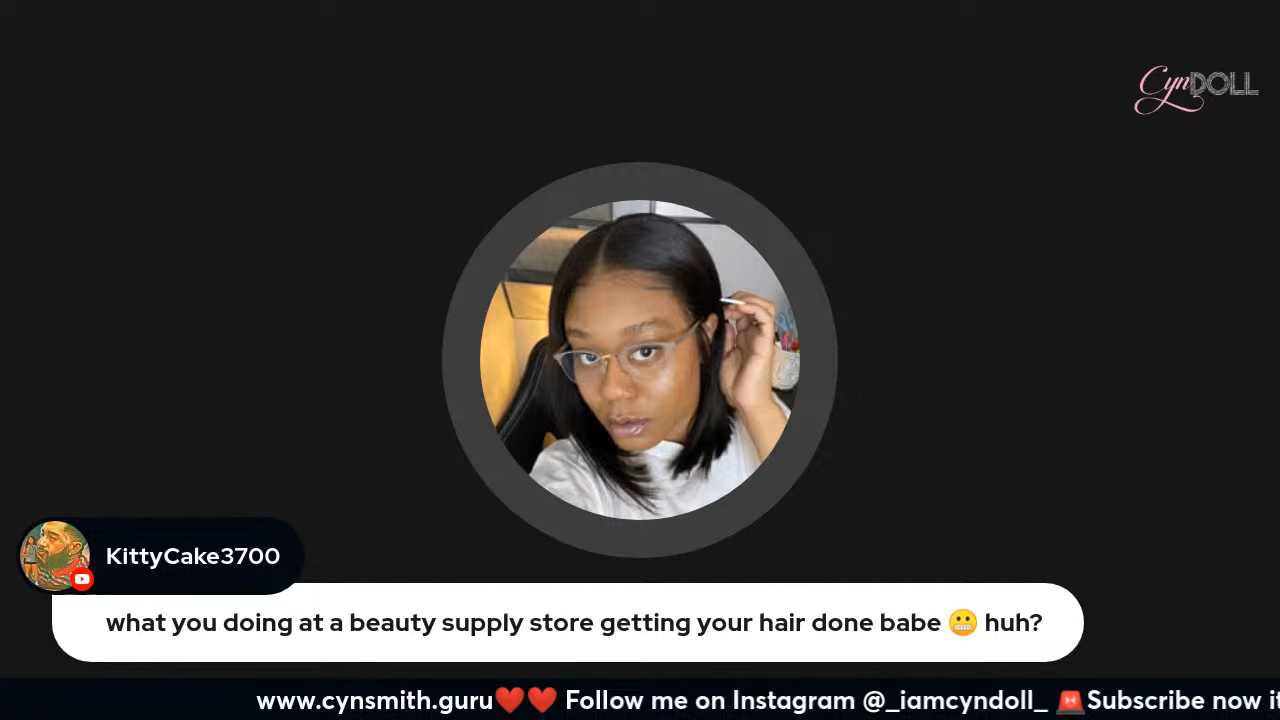 CynDOLL
KittyCake3700
what you doing at a beauty supply store getting your hair done babe 😬 huh?
www.cynsmith.guru❤️❤️ Follow me on Instagram @_iamcyndoll_ 🚨Subscribe now i